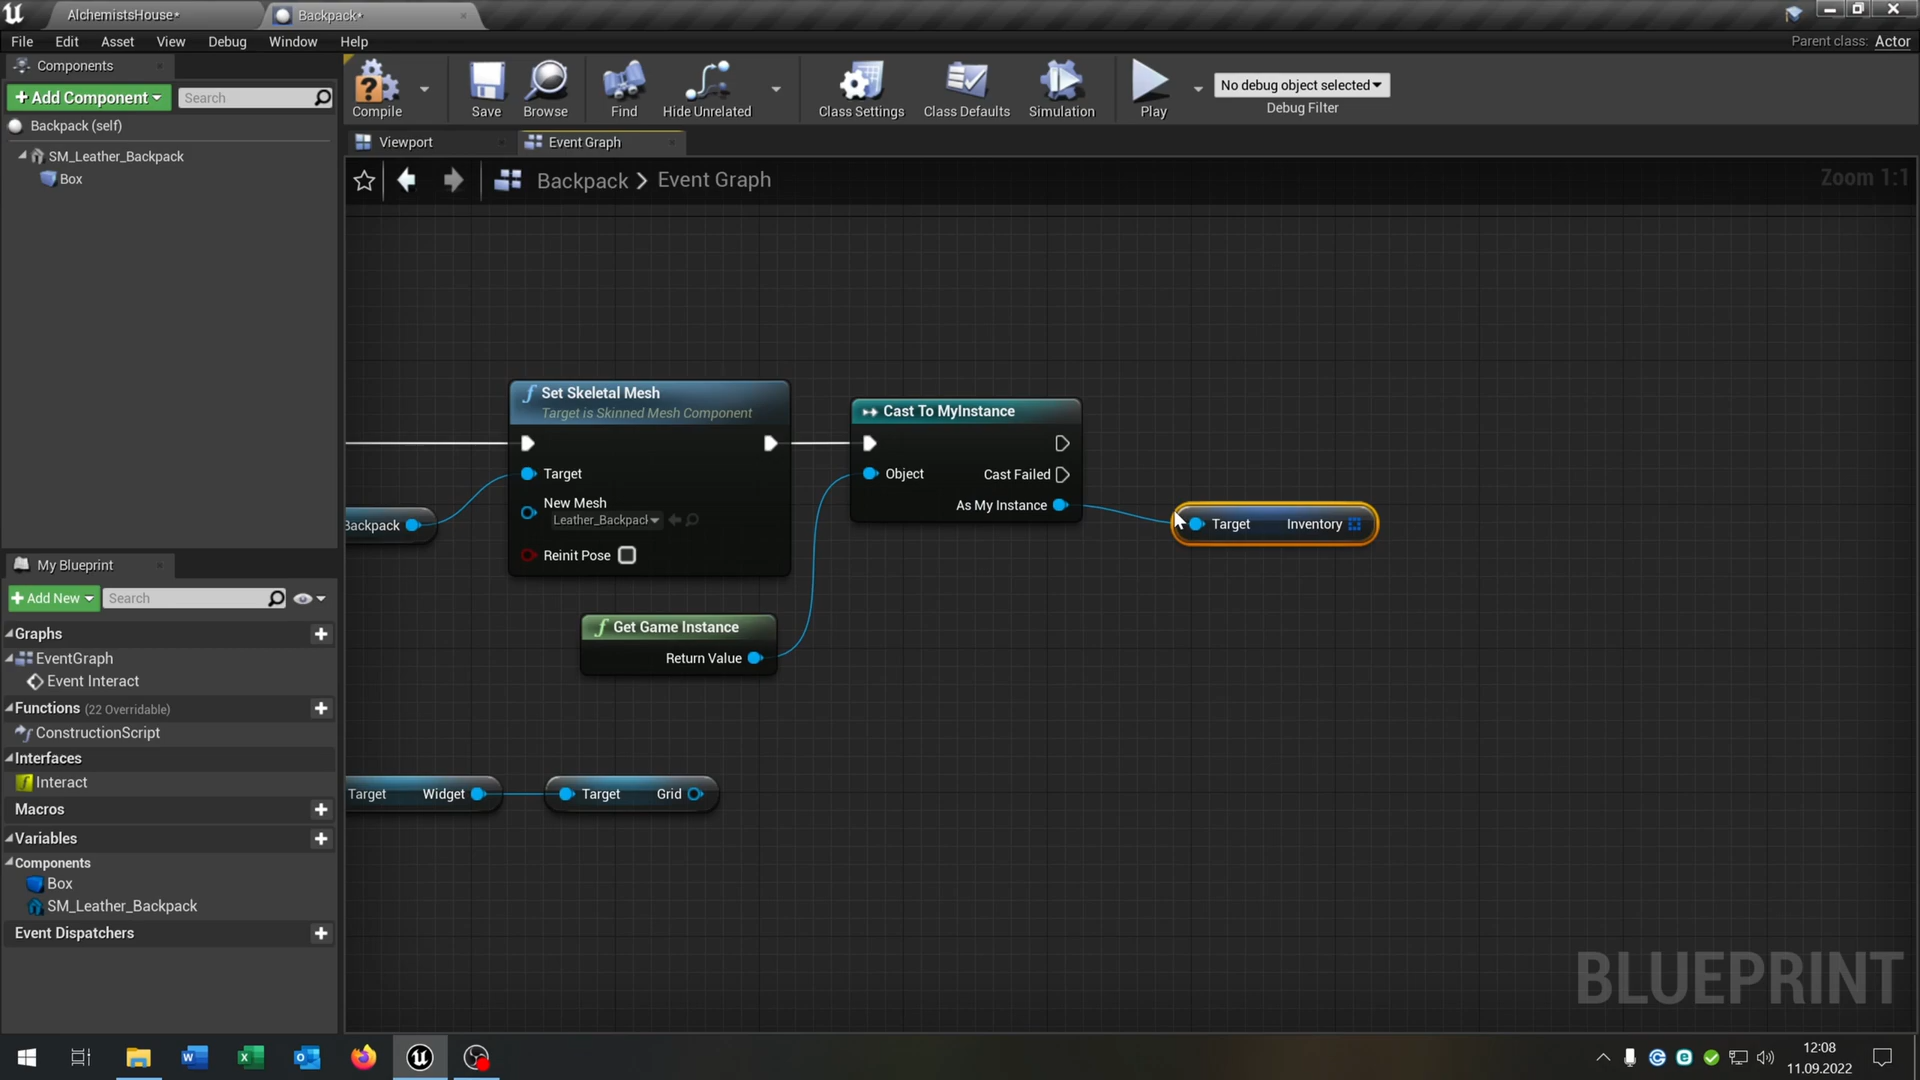 AlchemistsHouse*
Backpack*
File Edit Asset View Debug Window Help
Parent class: Actor
Components
+ Add Component
Search
Backpack (self)
SM_Leather_Backpack
Box
Compile
Save
Browse
Find
Hide Unrelated
Class Settings
Class Defaults
Simulation
Play
No debug object selected
Debug Filter
Viewport
Event Graph
Backpack > Event Graph
Zoom 1:1
Set Skeletal Mesh
Target is Skinned Mesh Component
Target
New Mesh
Leather_Backpack
Reinit Pose
Cast To MyInstance
Object
Cast Failed
As My Instance
Target Inventory
Backpack
Get Game Instance
Return Value
Target Widget
Target Grid
My Blueprint
+ Add New
Search
Graphs
EventGraph
Event Interact
Functions (22 Overridable)
ConstructionScript
Interfaces
Interact
Macros
Variables
Components
Box
SM_Leather_Backpack
Event Dispatchers
BLUEPRINT
12:08
11.09.2022